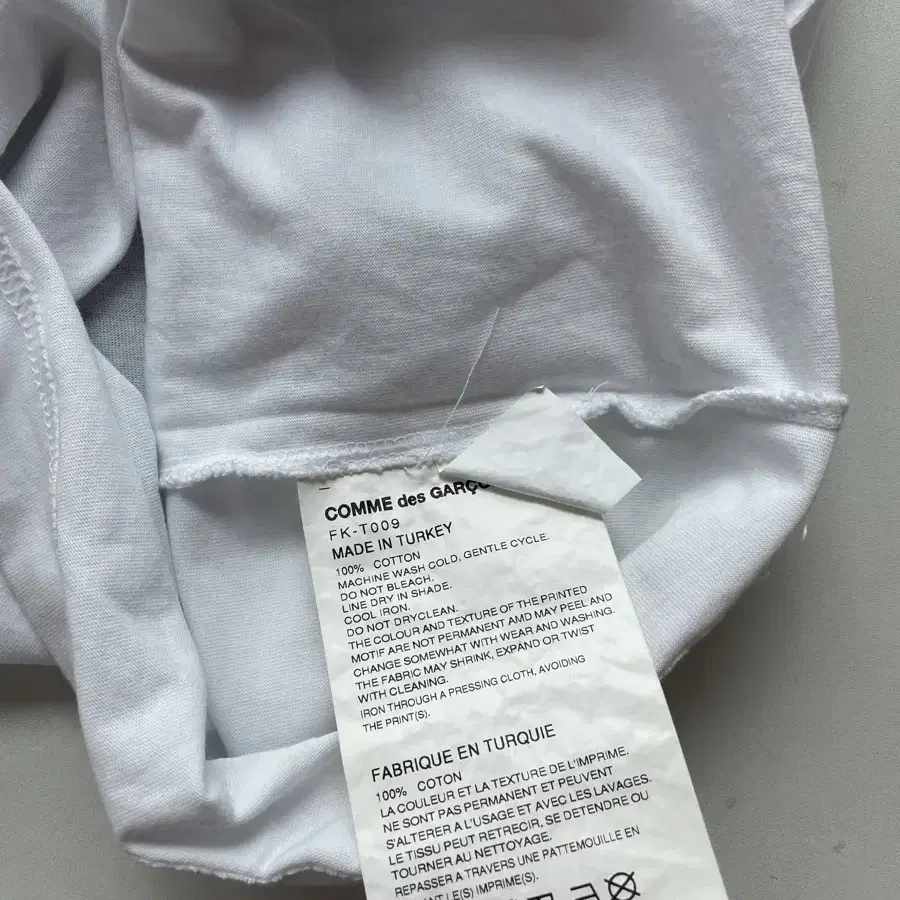 COMME des GARÇO
FK-T009
MADE IN TURKEY
100% COTTON
MACHINE WASH COLD, GENTLE CYCLE.
DO NOT BLEACH.
LINE DRY IN SHADE.
COOL IRON.
DO NOT DRYCLEAN.
THE COLOUR AND TEXTURE OF THE PRINTED
MOTIF ARE NOT PERMANENT AMD MAY PEEL AND
CHANGE SOMEWHAT WITH WEAR AND WASHING.
THE FABRIC MAY SHRINK, EXPAND OR TWIST
WITH CLEANING.
IRON THROUGH A PRESSING CLOTH, AVOIDING
THE PRINT(S).
FABRIQUE EN TURQUIE
100% COTON
LA COULEUR ET LA TEXTURE DE L'IMPRIME.
NE SONT PAS PERMANENT ET PEUVENT
S'ALTERER A L'USAGE ET AVEC LES LAVAGES.
LE TISSU PEUT RETRECIR, SE DETENDRE OU
TOURNER AU NETTOYAGE.
REPASSER A TRAVERS UNE PATTEMOUILLE EN
ANT LE(S) IMPRIME(S).